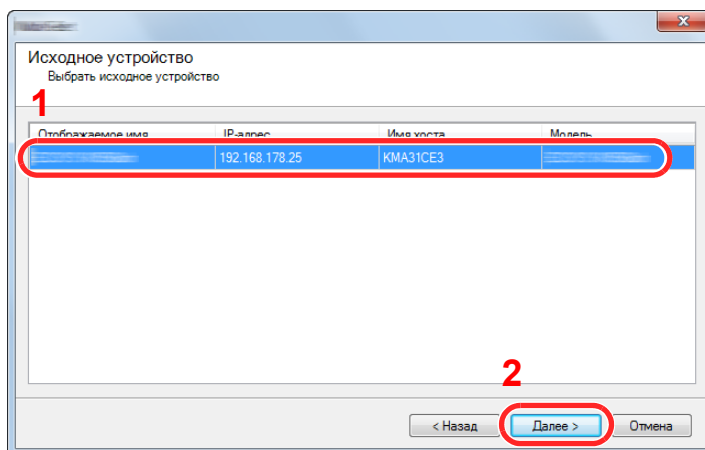 Исходное устройство
Выбрать исходное устройство
1
Отображаемое имя IP-адрес Имя хоста Модель
192.168.178.25 KMA31CE3
2
< Назад Далее > Отмена